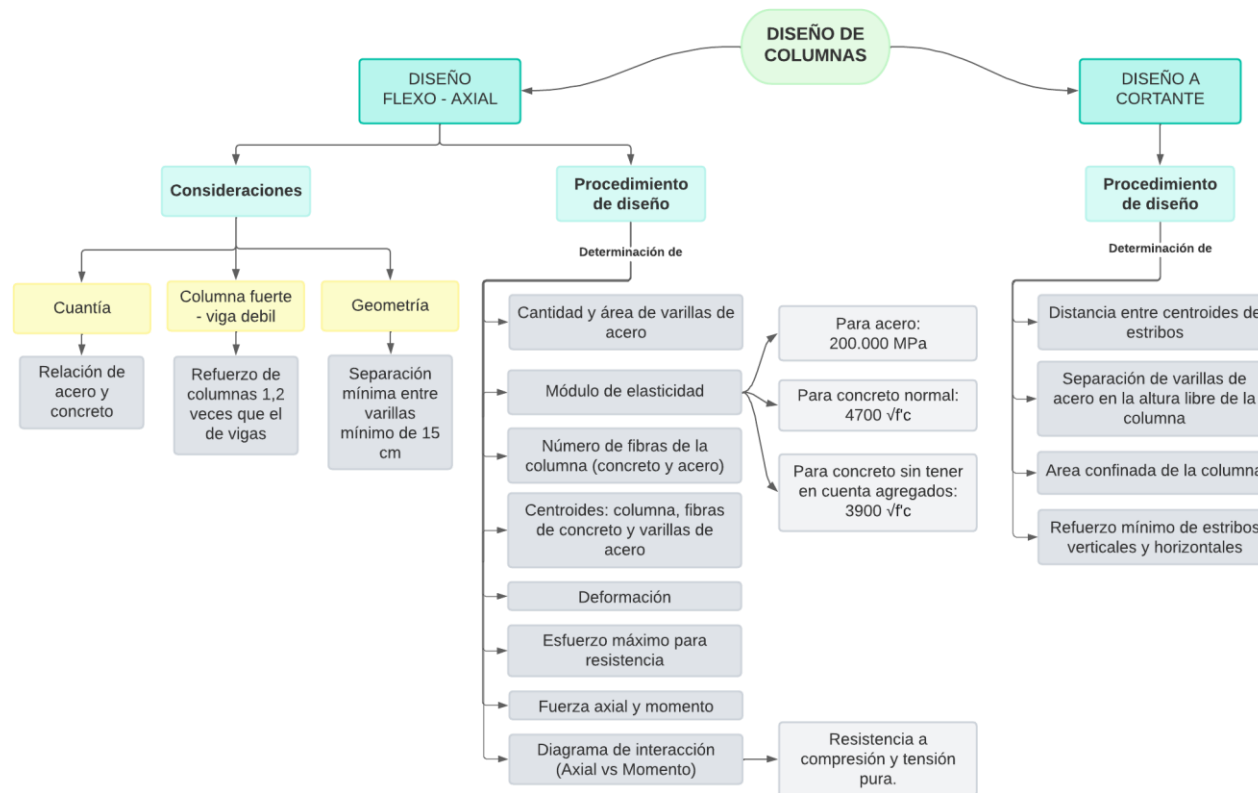 DISEÑO DE
COLUMNAS
DISEÑO
FLEXO - AXIAL
DISEÑO A
CORTANTE
Consideraciones
Procedimiento
de diseño
Procedimiento
de diseño
Determinación de
Determinación de
Cuantía
Columna fuerte
- viga debil
Geometría
Relación de
acero y
concreto
Refuerzo de
columnas 1,2
veces que el
de vigas
Separación
mínima entre
varillas
mínimo de 15
cm
Cantidad y área de varillas de
acero
Módulo de elasticidad
Número de fibras de la
columna (concreto y acero)
Centroides: columna, fibras
de concreto y varillas de
acero
Deformación
Esfuerzo máximo para
resistencia
Fuerza axial y momento
Diagrama de interacción
(Axial vs Momento)
Para acero:
200.000 MPa
Para concreto normal:
4700 √f'c
Para concreto sin tener
en cuenta agregados:
3900 √f'c
Resistencia a
compresión y tensión
pura.
Distancia entre centroides de
estribos
Separación de varillas de
acero en la altura libre de la
columna
Area confinada de la columna
Refuerzo mínimo de estribos
verticales y horizontales